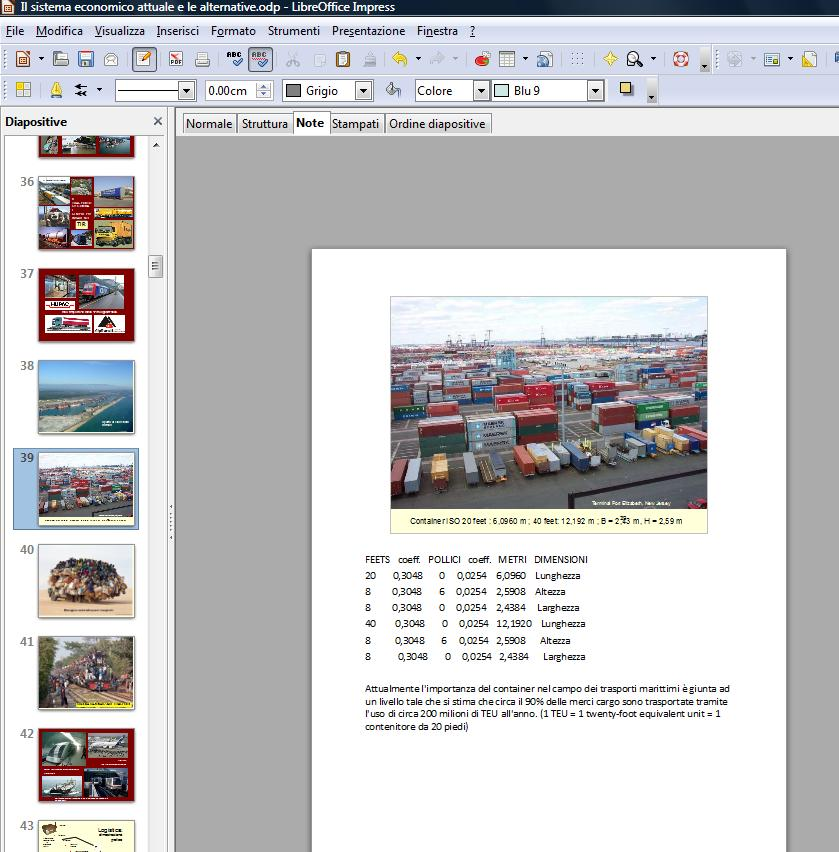 Il sistema economico attuale e le alternative.odp - LibreOffice Impress
File Modifica Visualizza Inserisci Formato Strumenti Presentazione Finestra ?
0.00cm Grigio Colore Blu 9
Diapositive
Normale Struttura Note Stampati Ordine diapositive
36
37
HUPAC
38
39
40
41
42
43
Logistica:
Terminal Port Elizabeth, New Jersey
Container ISO 20 feet : 6,0960 m ; 40 feet: 12,192 m ; B = 2,43 m, H = 2,59 m
FEETS coeff. POLLICI coeff. METRI DIMENSIONI
20 0,3048 0 0,0254 6,0960 Lunghezza
8 0,3048 6 0,0254 2,5908 Altezza
8 0,3048 0 0,0254 2,4384 Larghezza
40 0,3048 0 0,0254 12,1920 Lunghezza
8 0,3048 6 0,0254 2,5908 Altezza
8 0,3048 0 0,0254 2,4384 Larghezza
Attualmente l'importanza del container nel campo dei trasporti marittimi è giunta ad
un livello tale che si stima che circa il 90% delle merci cargo sono trasportate tramite
l'uso di circa 200 milioni di TEU all'anno. (1 TEU = 1 twenty-foot equivalent unit = 1
contenitore da 20 piedi)